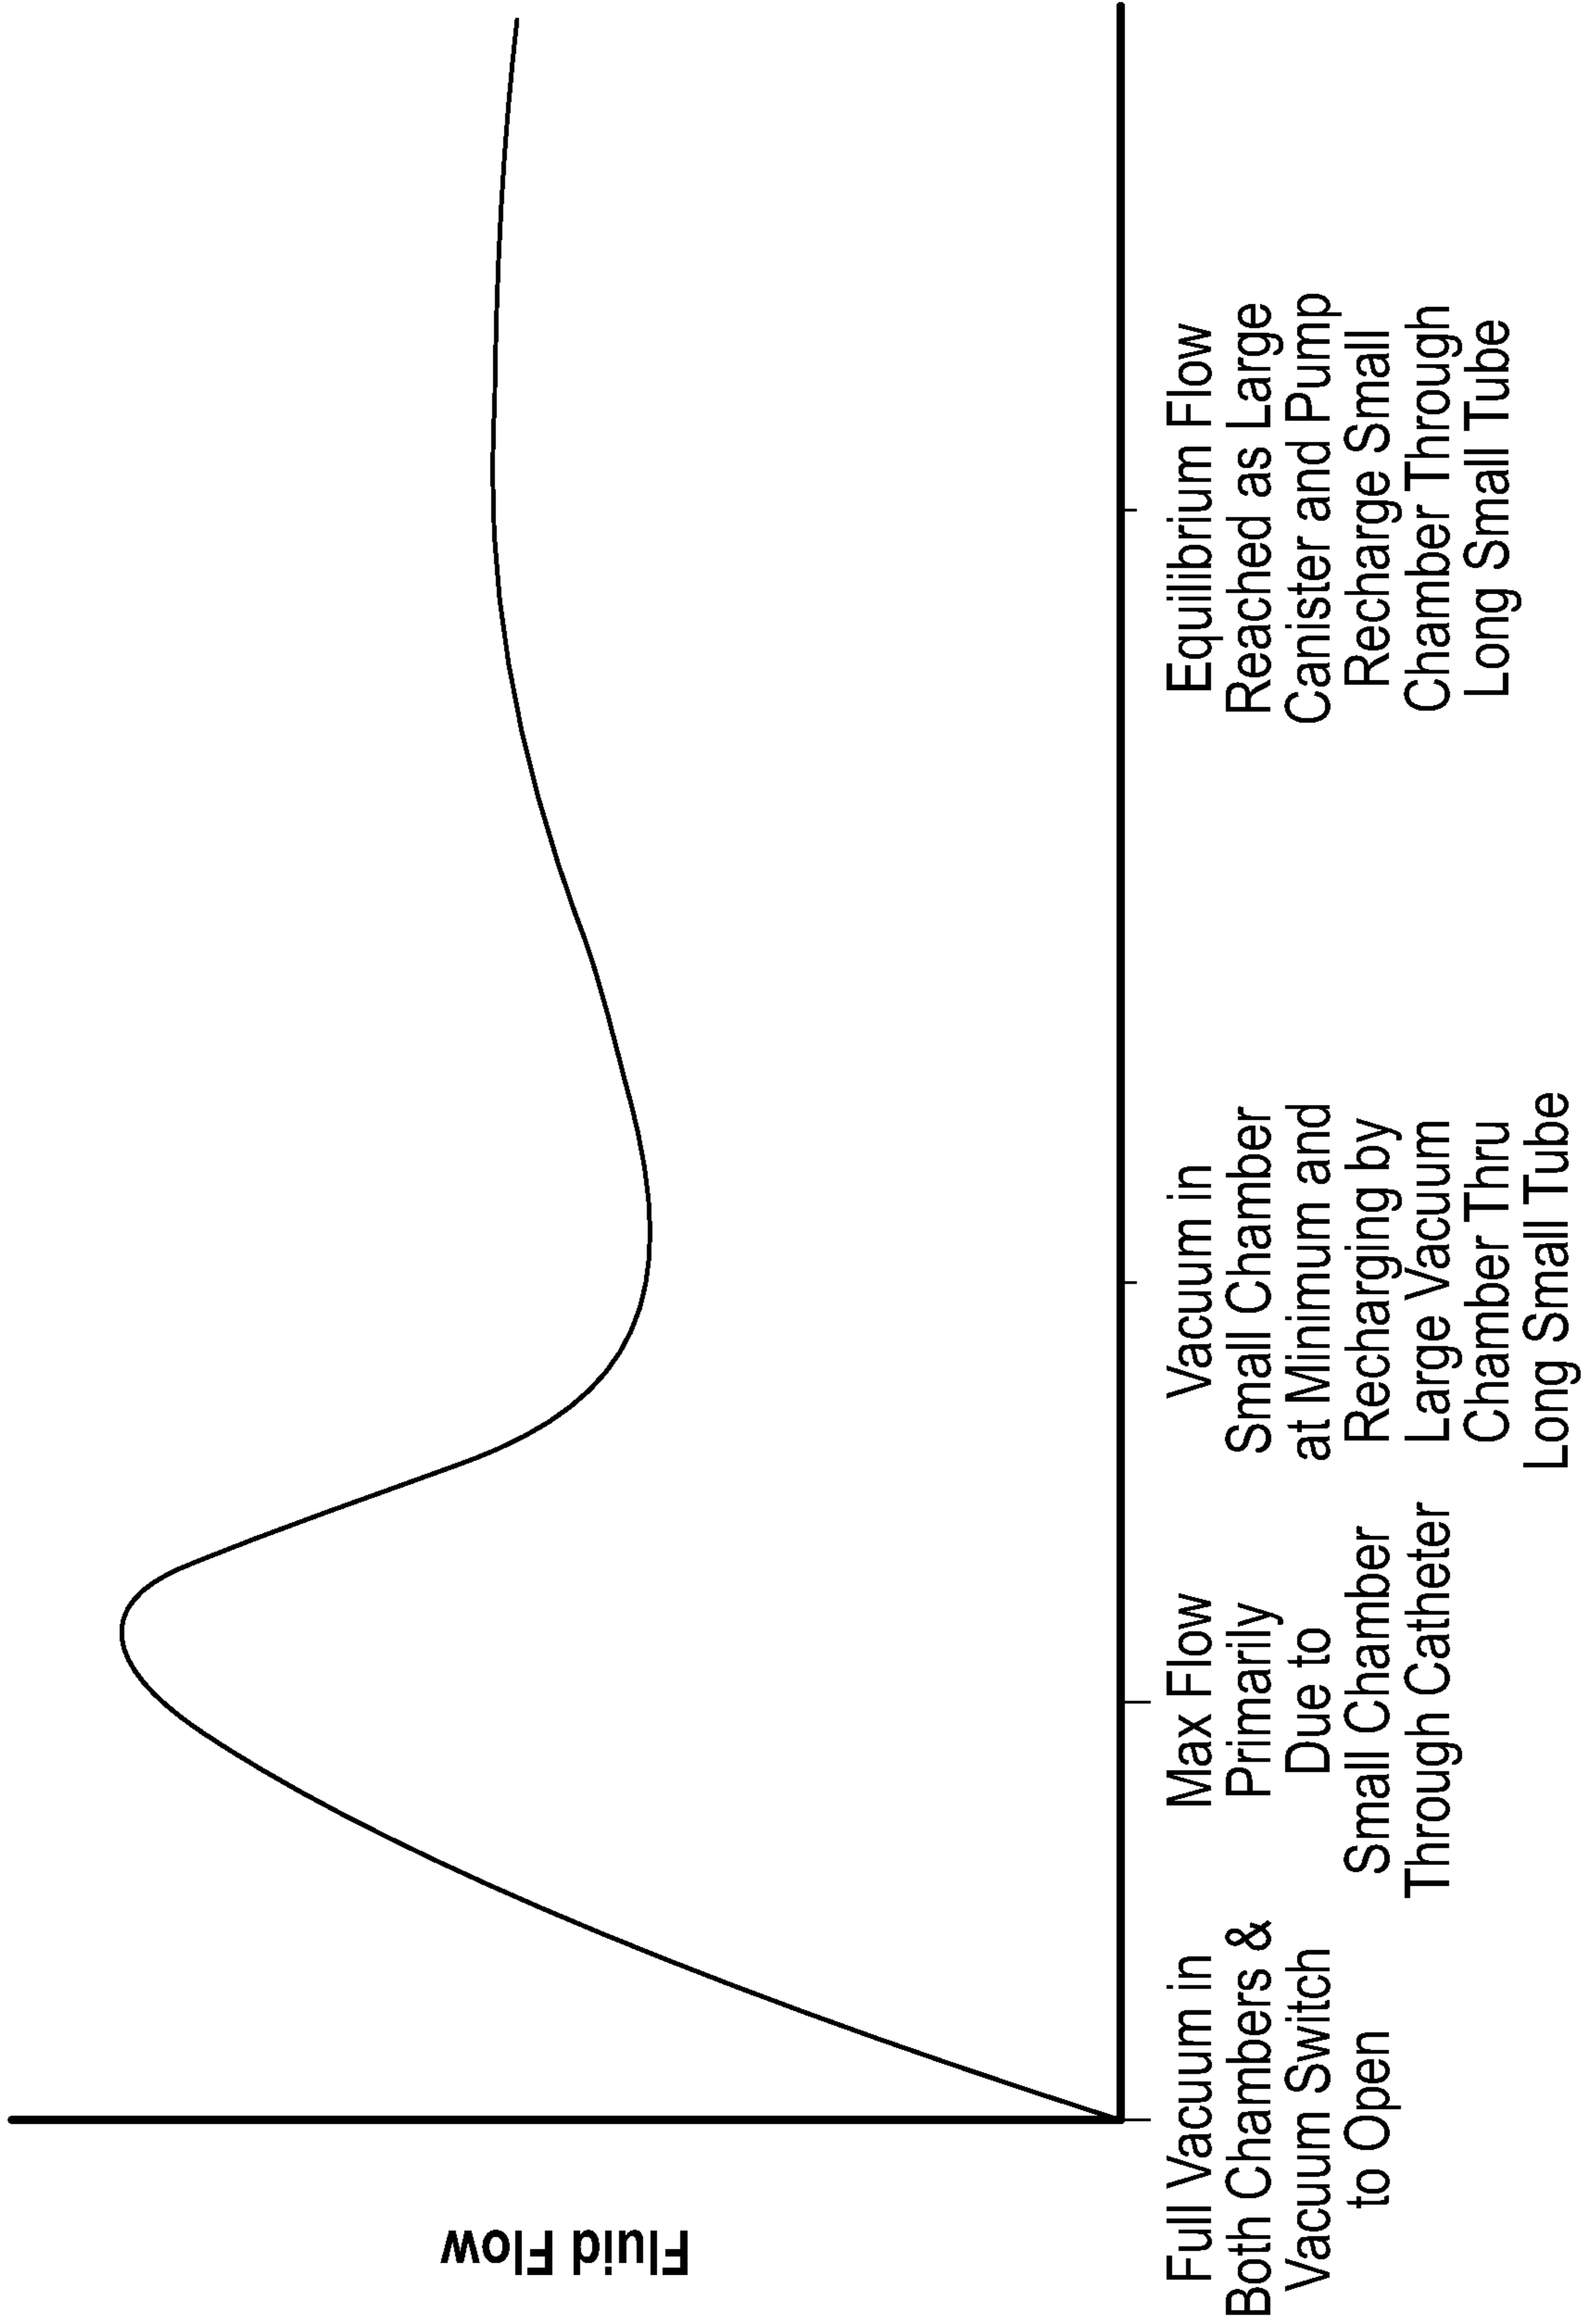 Fluid Flow
Full Vacuum in
Both Chambers &
Vacuum Switch
to Open
Max Flow
Primarily
Due to
Small Chamber
Through Catheter
Vacuum in
Small Chamber
at Minimum and
Recharging by
Large Vacuum
Chamber Thru
Long Small Tube
Equilibrium Flow
Reached as Large
Canister and Pump
Recharge Small
Chamber Through
Long Small Tube